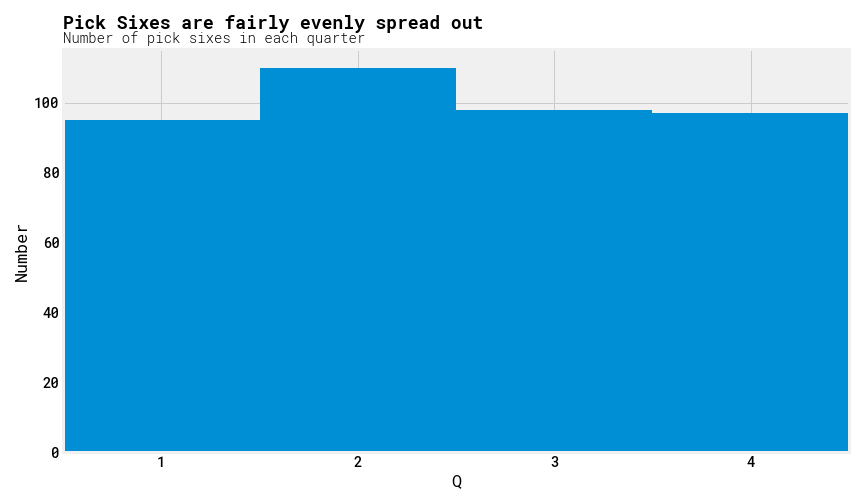 Pick Sixes are fairly evenly spread out
Number of pick sixes in each quarter
100
80
60
40
20
0
Number
1 2 3 4
Q